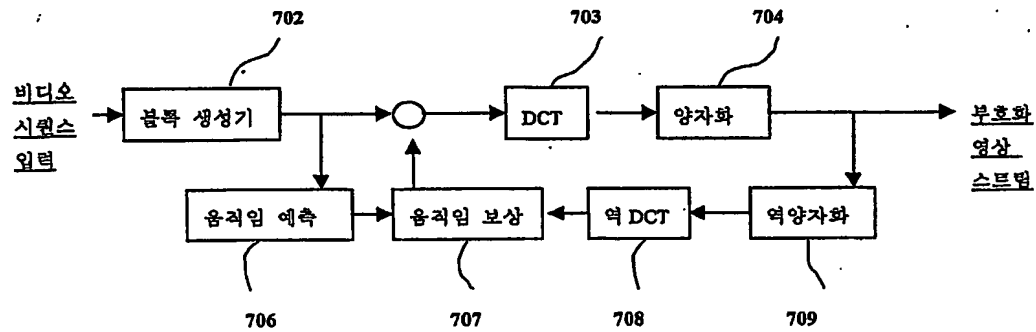 702
703
704
비디오
시퀀스
입력
블록 생성기
DCT
양자화
부호화
영상
스트림
움직임 예측
움직임 보상
역 DCT
역양자화
706
707
708
709